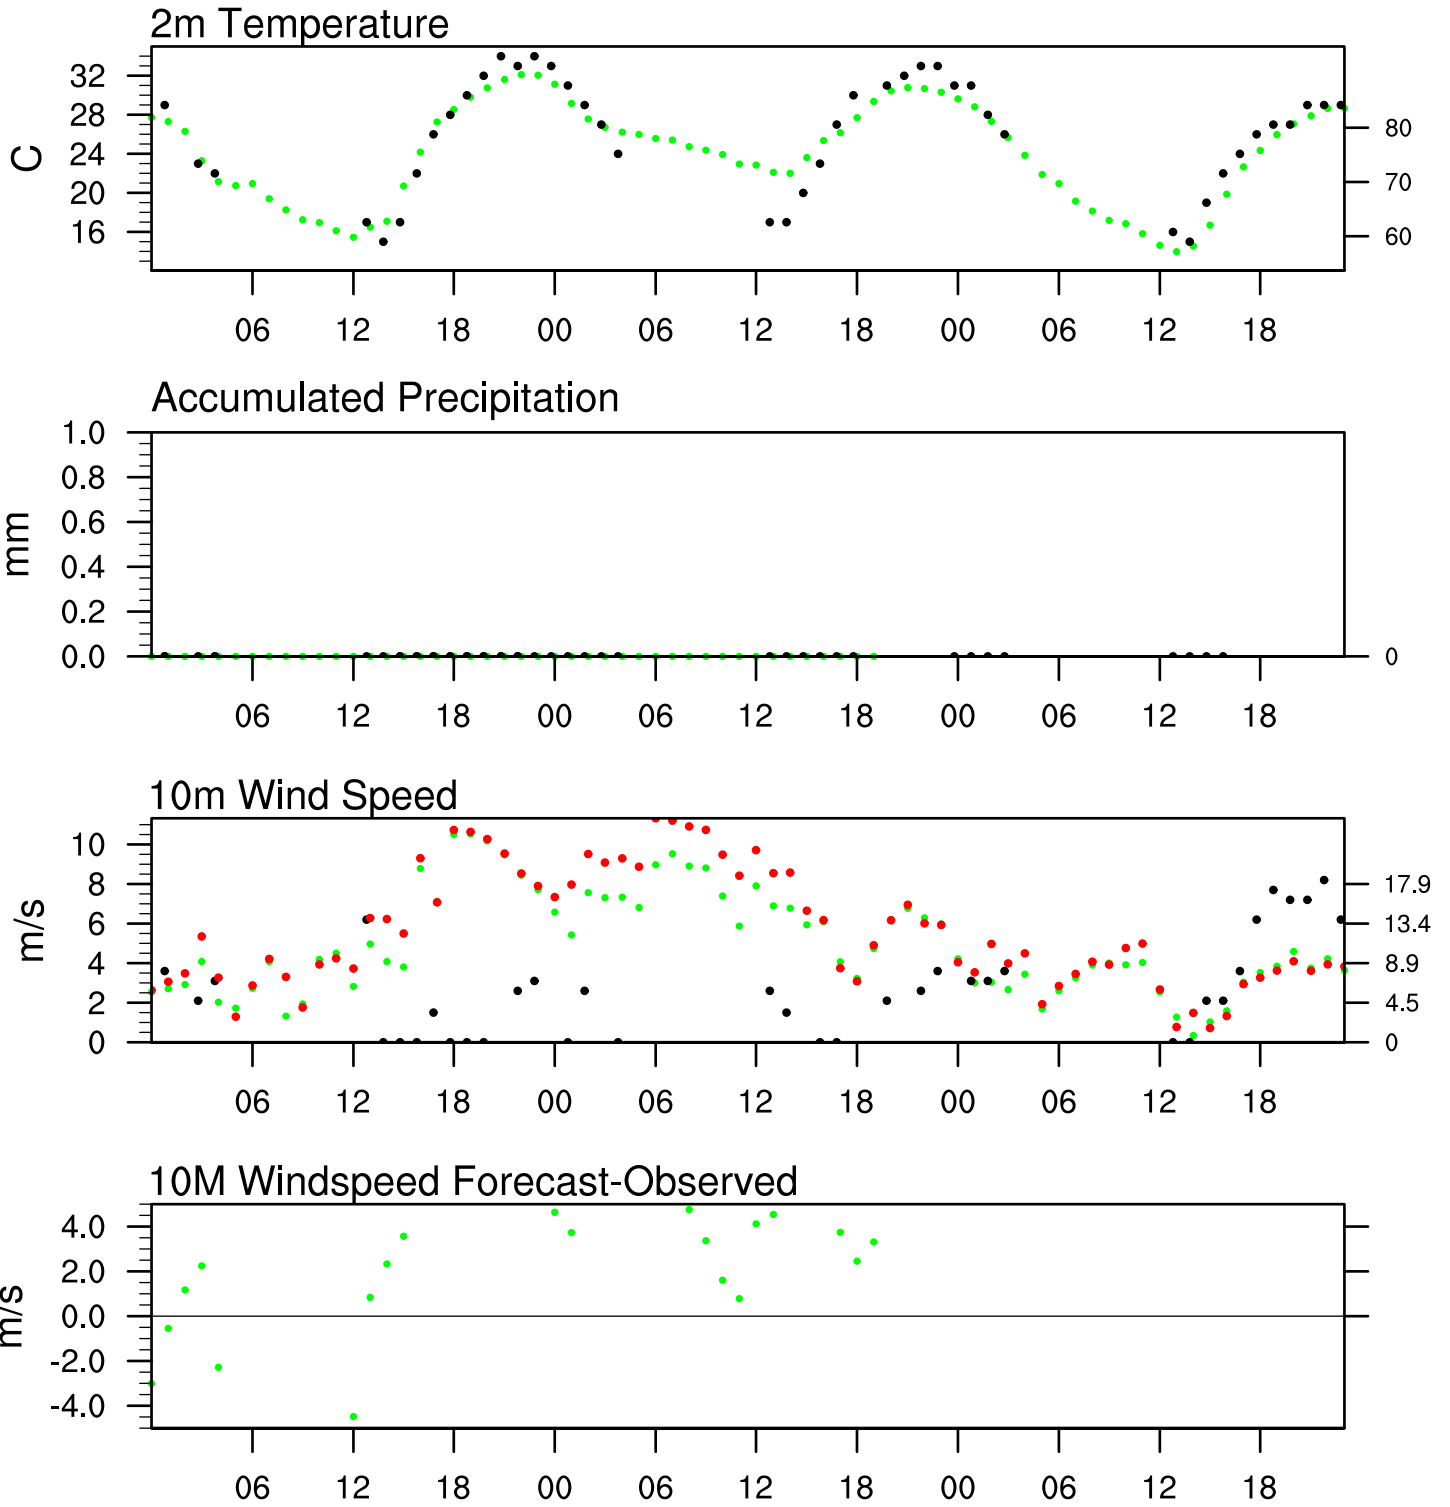 2m Temperature
32
28
24
20
16
C
80
70
60
06 12 18 00 06 12 18 00 06 12 18
Accumulated Precipitation
1.0
0.8
0.6
0.4
0.2
0.0
mm
0
06 12 18 00 06 12 18 00 06 12 18
10m Wind Speed
10
8
6
4
2
0
m/s
17.9
13.4
8.9
4.5
0
06 12 18 00 06 12 18 00 06 12 18
10M Windspeed Forecast-Observed
4.0
2.0
0.0
-2.0
-4.0
m/s
06 12 18 00 06 12 18 00 06 12 18